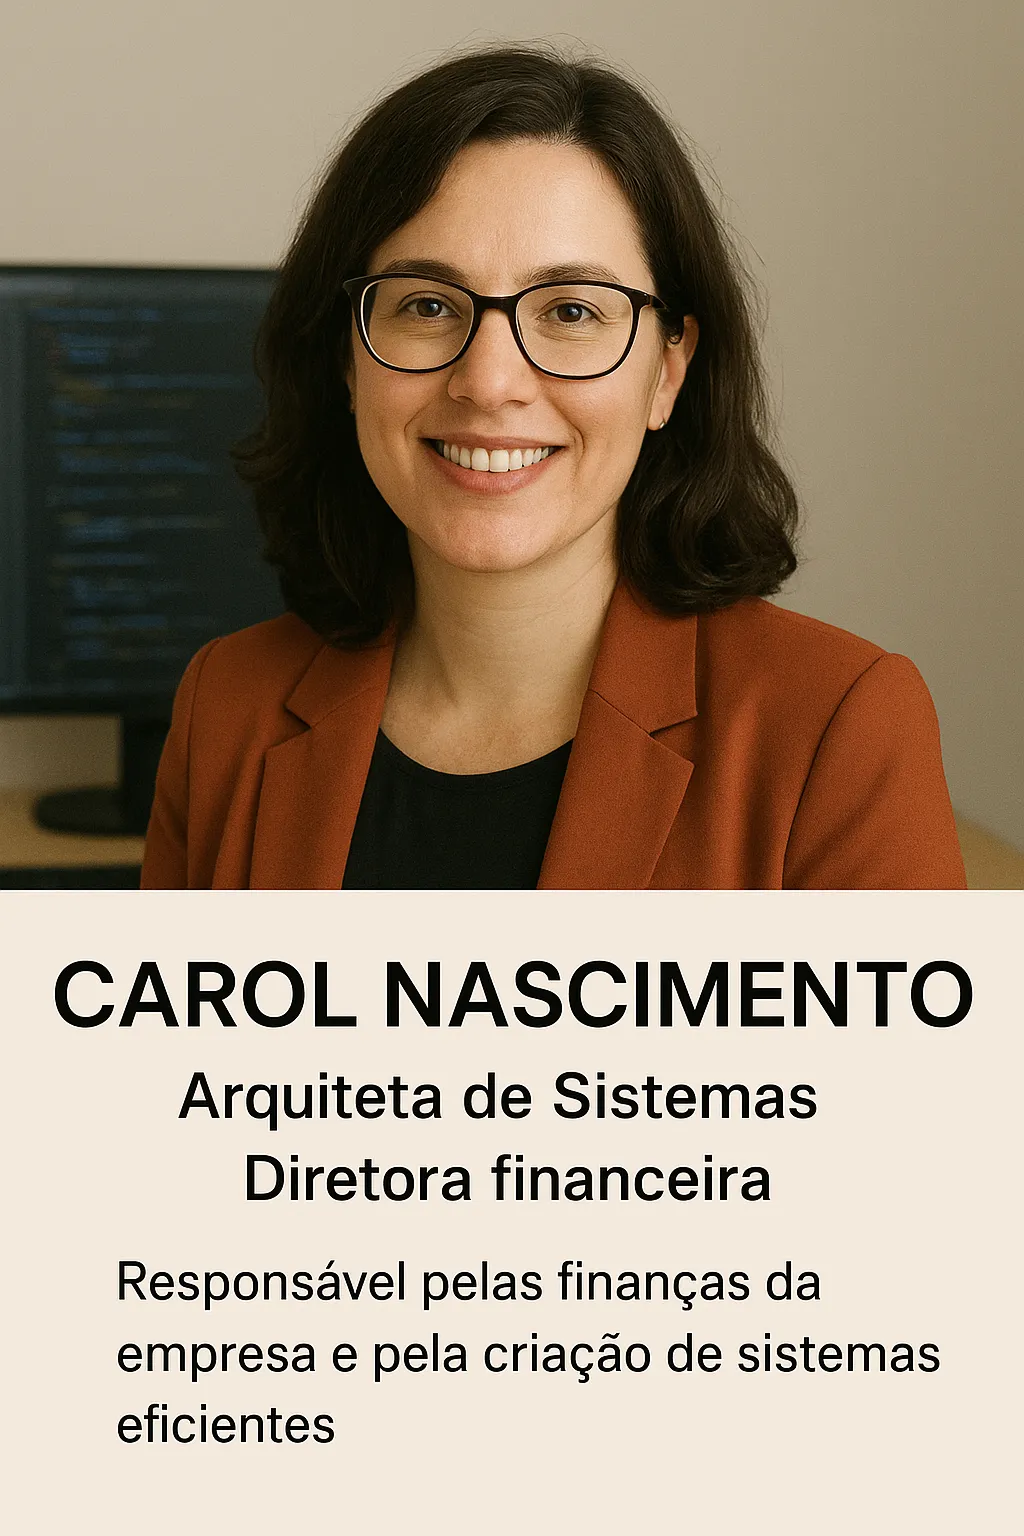 CAROL NASCIMENTO
Arquiteta de Sistemas
Diretora financeira
Responsável pelas finanças da
empresa e pela criação de sistemas
eficientes